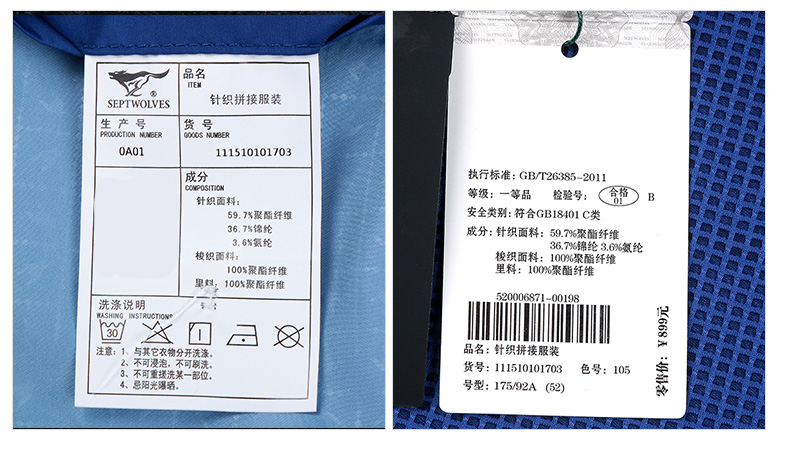 SEPTWOLVES
®
品名
ITEM
针织拼接服装
生 产 号
PRODUCTION NUMBER
0A01
货 号
GOODS NUMBER
111510101703
成分
COMPOSITION
针织面料:
59.7%聚酯纤维
36.7%锦纶
3.6%氨纶
梭织面料:
100%聚酯纤维
里料: 100%聚酯纤维
洗涤说明
WASHING INSTRUCTIONS
30
注意: 1、与其它衣物分开洗涤。
2、不可浸泡,不可刷洗。
3、不可重搓洗某一部位。
4、忌阳光曝晒。
执行标准: GB/T26385-2011
等级: 一等品 检验号: 合格 01 B
安全类别: 符合GB18401 C类
成分: 针织面料: 59.7%聚酯纤维
36.7%锦纶 3.6%氨纶
梭织面料: 100%聚酯纤维
里料: 100%聚酯纤维
520006871-00198
品名: 针织拼接服装
货号: 111510101703 色号: 105
号型: 175/92A (52)
零售价: ¥ 899元